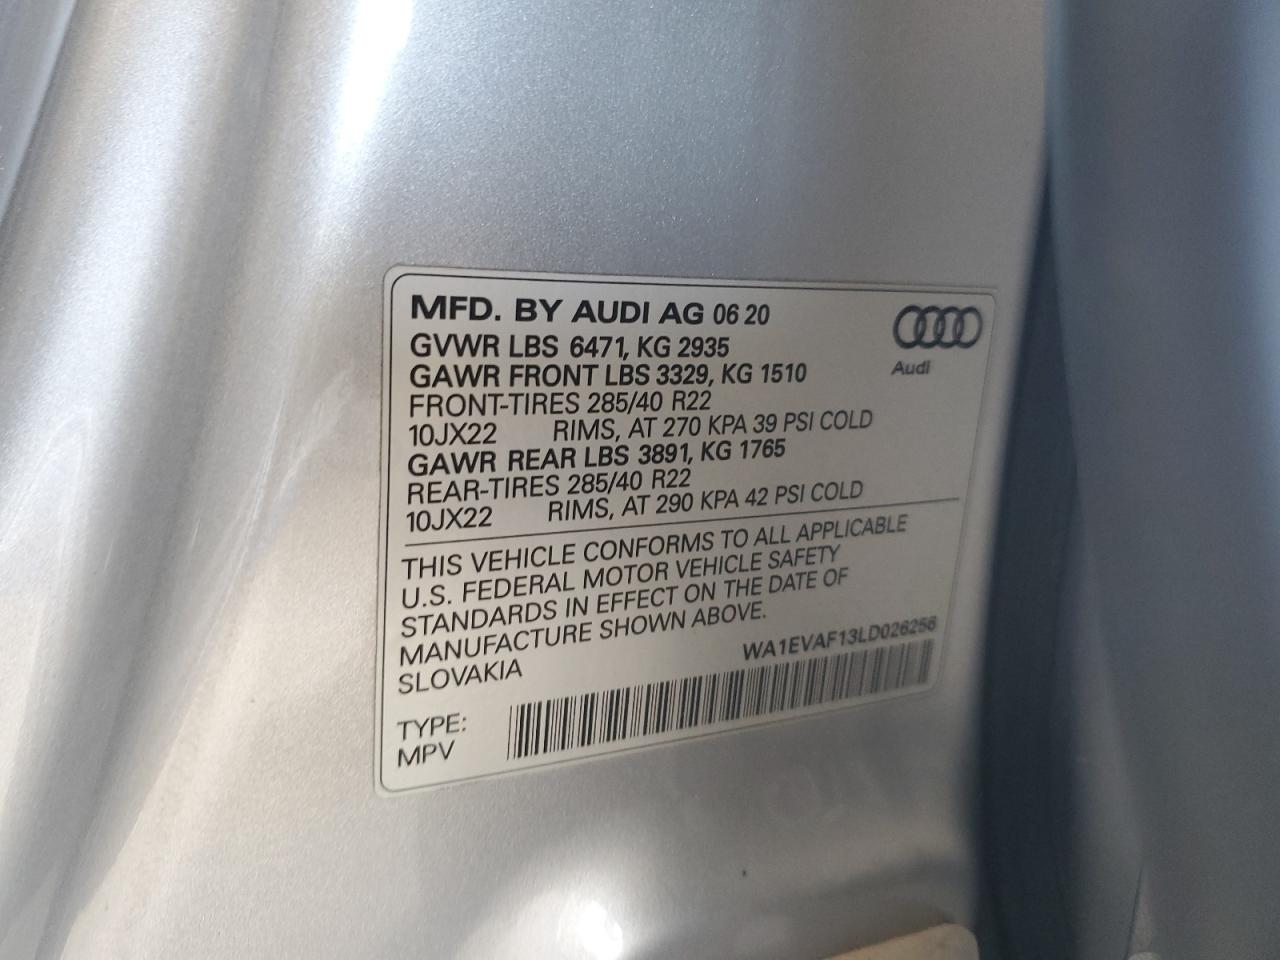 MFD. BY AUDI AG 06 20
GVWR LBS 6471, KG 2935
GAWR FRONT LBS 3329, KG 1510
FRONT-TIRES 285/40 R22
10JX22 RIMS, AT 270 KPA 39 PSI COLD
GAWR REAR LBS 3891, KG 1765
REAR-TIRES 285/40 R22
10JX22 RIMS, AT 290 KPA 42 PSI COLD
Audi
THIS VEHICLE CONFORMS TO ALL APPLICABLE
U.S. FEDERAL MOTOR VEHICLE SAFETY
STANDARDS IN EFFECT ON THE DATE OF
MANUFACTURE SHOWN ABOVE.
SLOVAKIA
WA1EVAF13LD026256
TYPE:
MPV